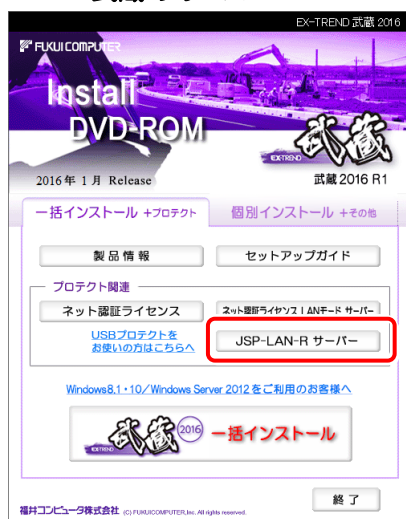 EX-TREND 武蔵 2016
FUKUI COMPUTER
Install
DVD-ROM
EX-TREND 武蔵
2016年 1月 Release
武蔵 2016 R1
一括インストール +プロテクト
個別インストール +その他
製品情報
セットアップガイド
プロテクト関連
ネット認証ライセンス
ネット認証ライセンス LANモード サーバー
USBプロテクトを
お使いの方はこちらへ
JSP-LAN-R サーバー
Windows8.1・10/Windows Server 2012 をご利用のお客様へ
EX-TREND 武蔵 2016 一括インストール
終了
福井コンピュータ株式会社 (C) FUKUICOMPUTER,Inc. All rights reserved.